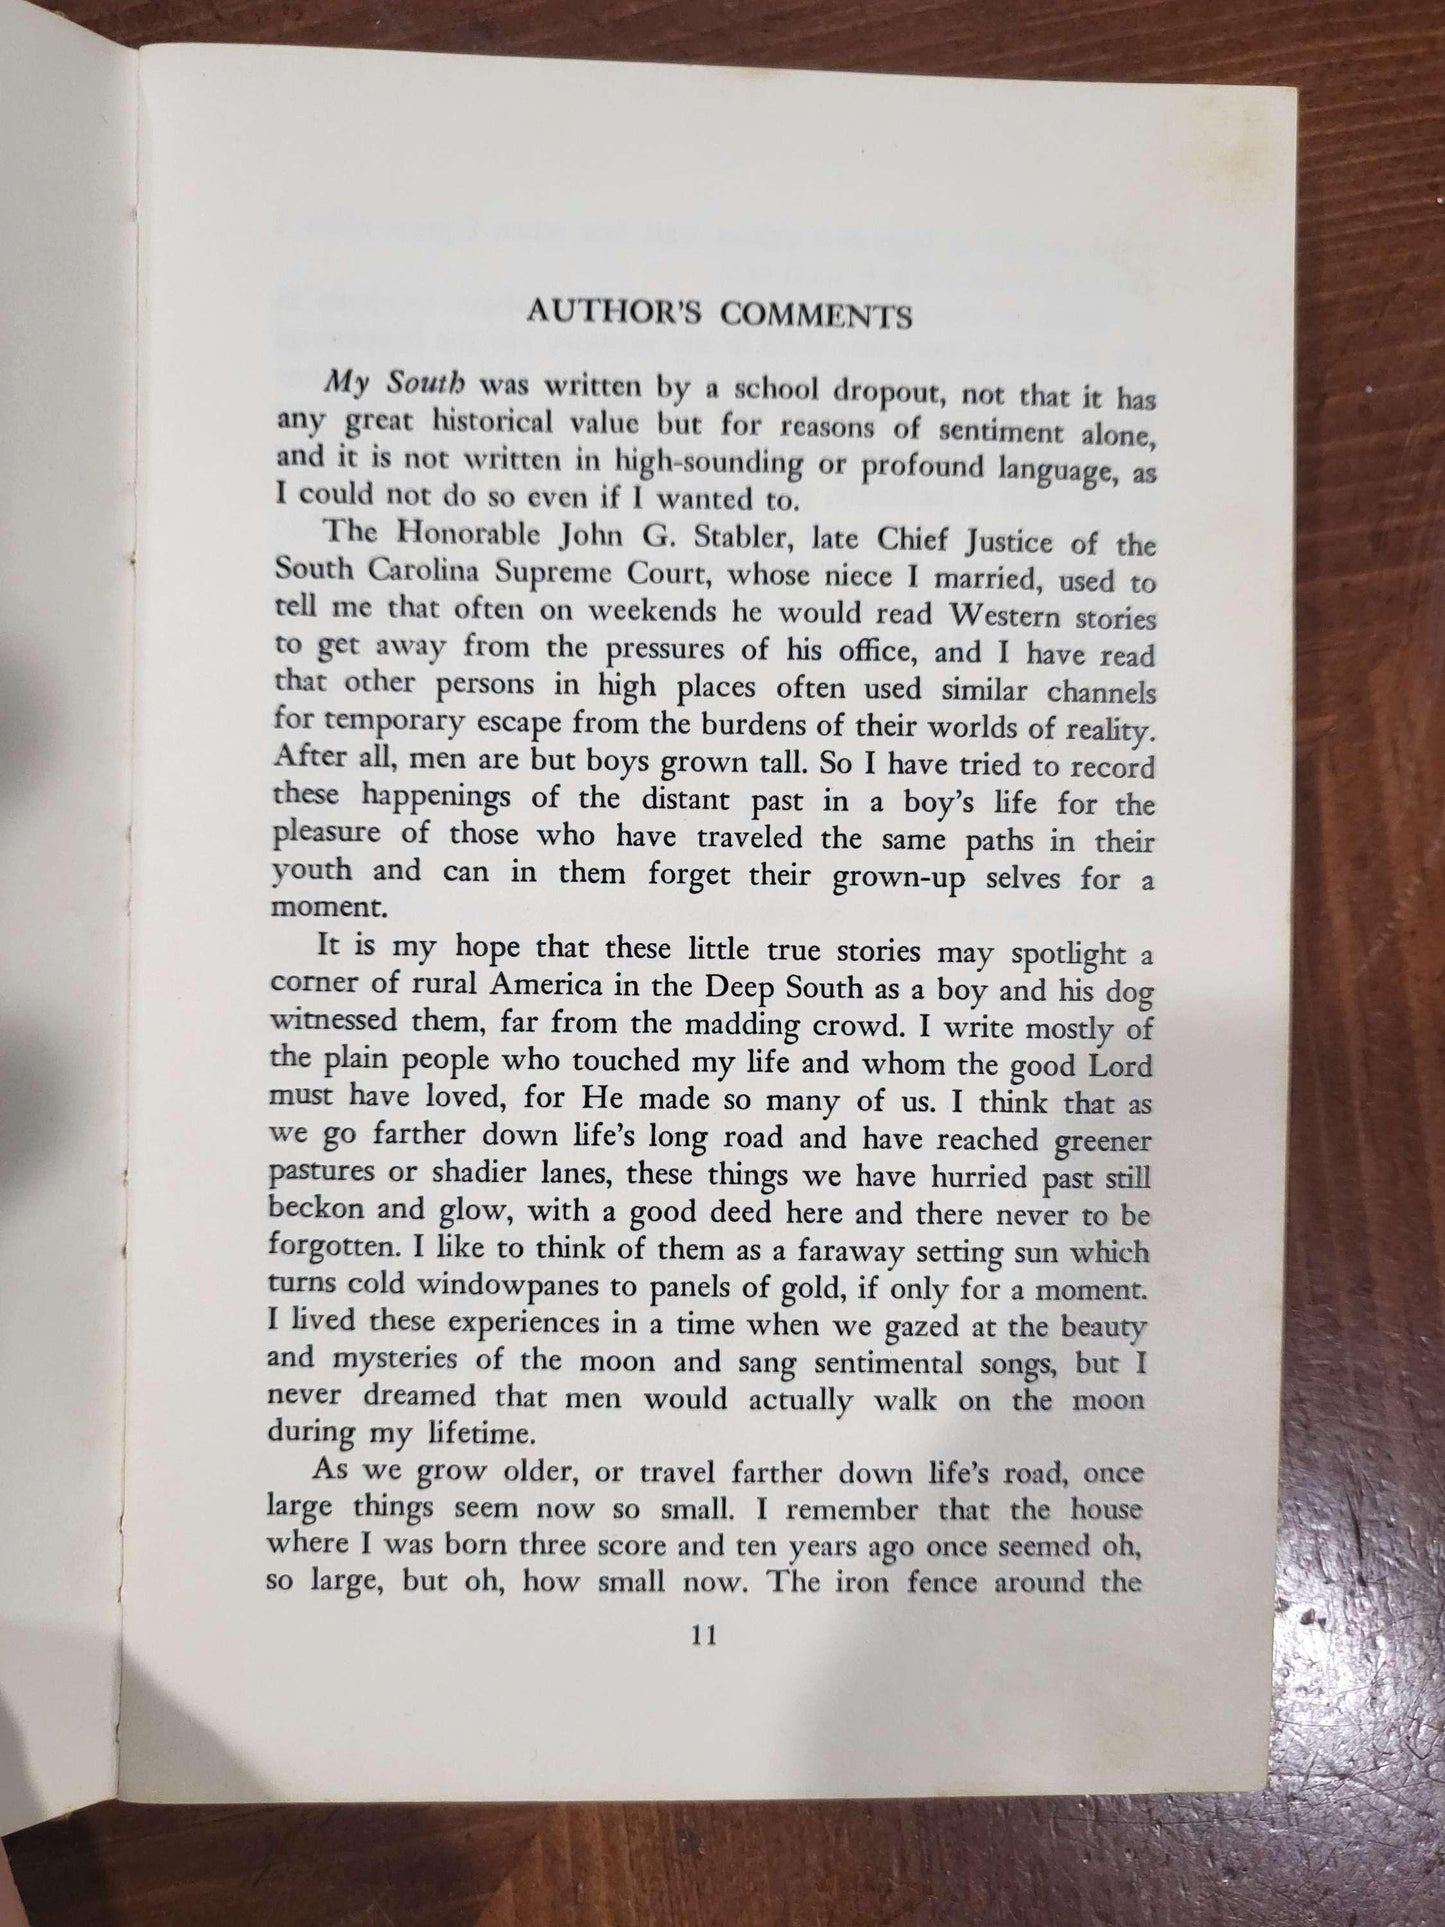 AUTHOR'S COMMENTS
My South was written by a school dropout, not that it has
any great historical value but for reasons of sentiment alone,
and it is not written in high-sounding or profound language, as
I could not do so even if I wanted to.
The Honorable John G. Stabler, late Chief Justice of the
South Carolina Supreme Court, whose niece I married, used to
tell me that often on weekends he would read Western stories
to get away from the pressures of his office, and I have read
that other persons in high places often used similar channels
for temporary escape from the burdens of their worlds of reality.
After all, men are but boys grown tall. So I have tried to record
these happenings of the distant past in a boy's life for the
pleasure of those who have traveled the same paths in their
youth and can in them forget their grown-up selves for a
moment.
It is my hope that these little true stories may spotlight a
corner of rural America in the Deep South as a boy and his dog
witnessed them, far from the madding crowd. I write mostly of
the plain people who touched my life and whom the good Lord
must have loved, for He made so many of us. I think that as
we go farther down life's long road and have reached greener
pastures or shadier lanes, these things we have hurried past still
beckon and glow, with a good deed here and there never to be
forgotten. I like to think of them as a faraway setting sun which
turns cold windowpanes to panels of gold, if only for a moment.
I lived these experiences in a time when we gazed at the beauty
and mysteries of the moon and sang sentimental songs, but I
never dreamed that men would actually walk on the moon
during my lifetime.
As we grow older, or travel farther down life's road, once
large things seem now so small. I remember that the house
where I was born three score and ten years ago once seemed oh,
so large, but oh, how small now. The iron fence around the
11